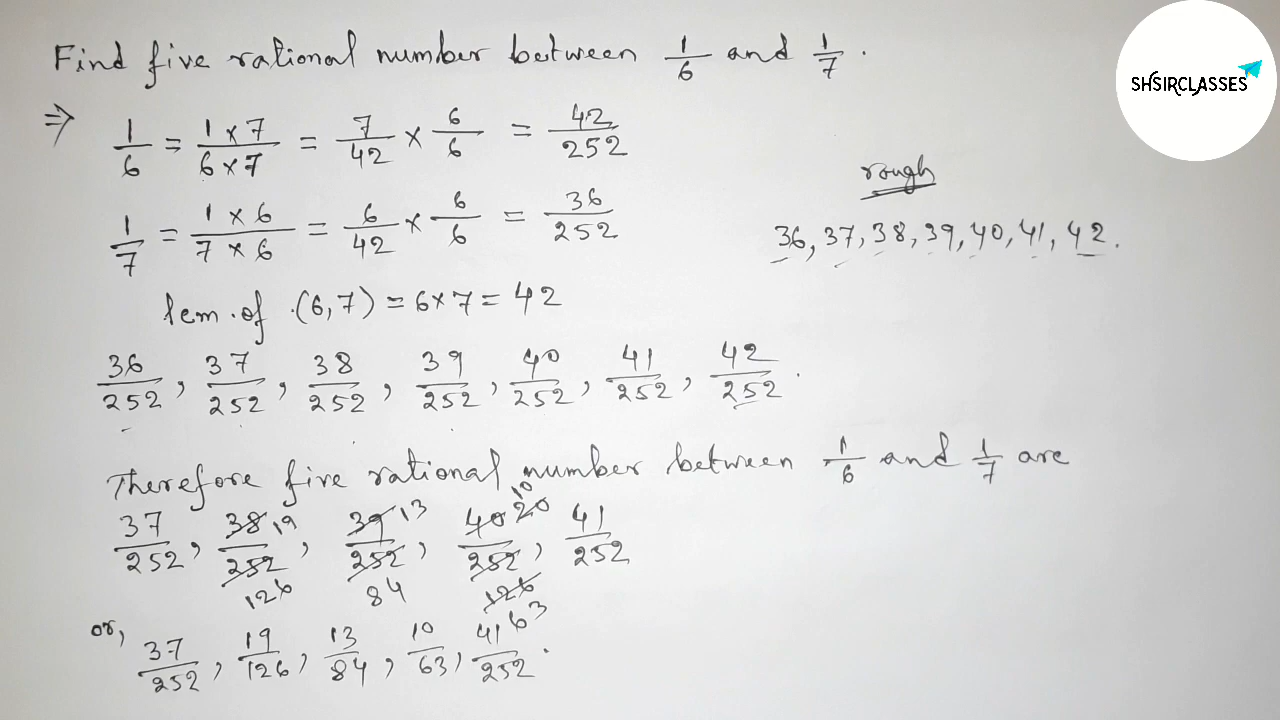 Find five rational number between 1/6 and 1/7.
SHSIRCLASSES
⇒ 1/6 = (1 × 7)/(6 × 7) = 7/42 × 6/6 = 42/252
1/7 = (1 × 6)/(7 × 6) = 6/42 × 6/6 = 36/252
rough
36, 37, 38, 39, 40, 41, 42.
lcm. of .(6,7) = 6×7 = 42
36/252, 37/252, 38/252, 39/252, 40/252, 41/252, 42/252.
Therefore five rational number between 1/6 and 1/7 are
37/252, 38/252 19/126, 39/252 13/84, 40/252 20/126 10/63, 41/252
or, 37/252, 19/126, 13/84, 10/63, 41/252.